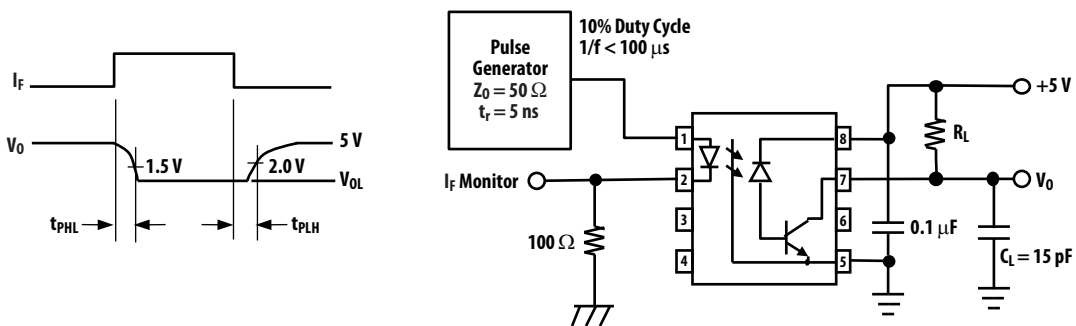 I_F
V_O
1.5 V
2.0 V
5 V
V_OL
t_PHL
t_PLH
Pulse
Generator
Z_0 = 50 Ω
t_r = 5 ns
10% Duty Cycle
1/f < 100 μs
I_F Monitor
100 Ω
1
2
3
4
8
7
6
5
+5 V
R_L
V_O
0.1 μF
C_L = 15 pF